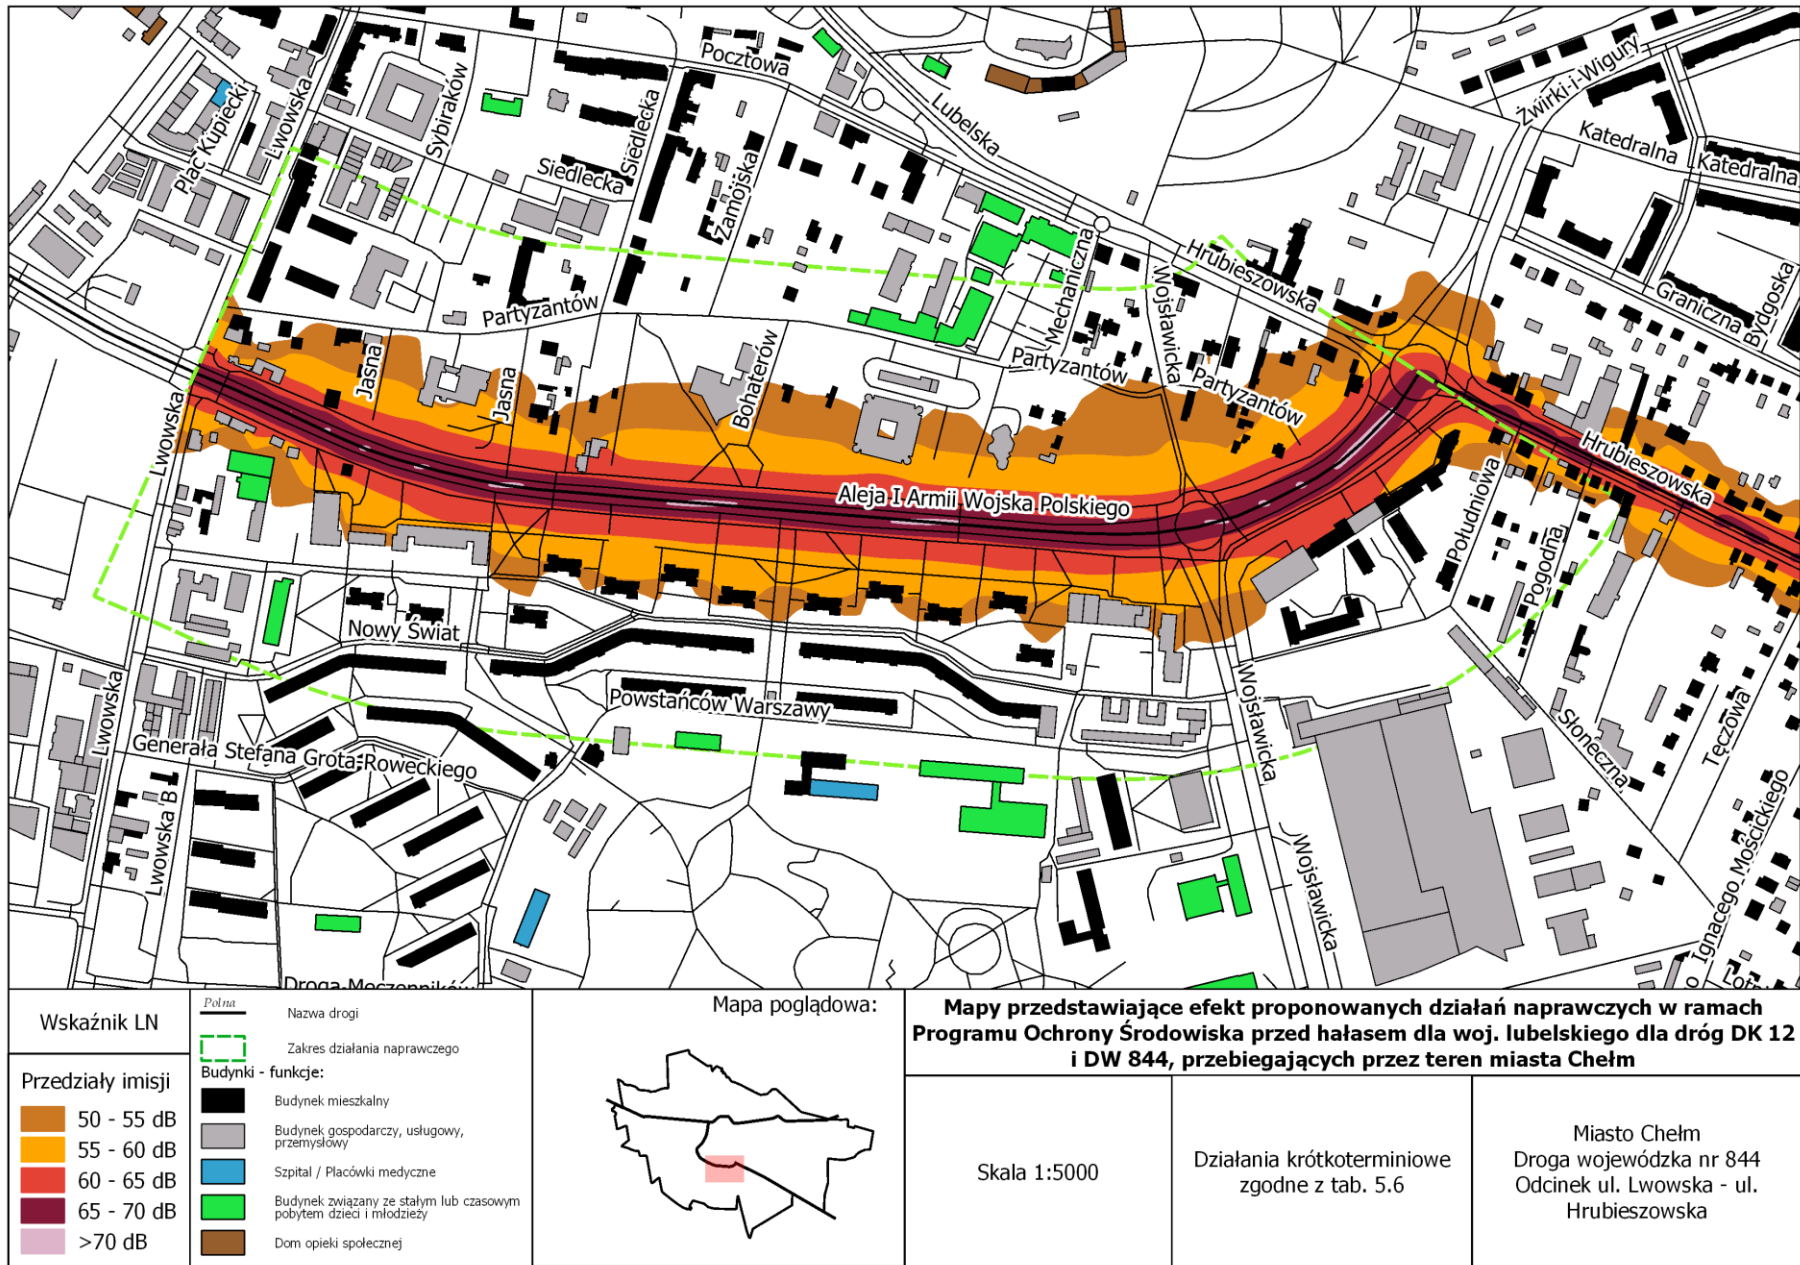 Pocztowa
Lwowska
Plac Kupiecki
Sybiraków
Siedlecka
Siedlecka
Zamojska
Lubelska
Żwirki-i-Wigury
Katedralna
Katedralna
Hrubieszowska
Mechaniczna
Wojsławicka
Graniczna
Bydgoska
Partyzantów
Jasna
Jasna
Bohaterów
Partyzantów
Partyzantów
Lwowska
Aleja I Armii Wojska Polskiego
Hrubieszowska
Południowa
Pogodna
Nowy Świat
Powstańców Warszawy
Wojsławicka
Słoneczna
Tęczowa
Lwowska
Generała Stefana Grota-Roweckiego
Lwowska B
Wojsławicka
Ignacego Mościckiego
Droga Męczenników
Wskaźnik LN
Przedziały imisji
50 - 55 dB
55 - 60 dB
60 - 65 dB
65 - 70 dB
>70 dB
Polna
Nazwa drogi
Zakres działania naprawczego
Budynki - funkcje:
Budynek mieszkalny
Budynek gospodarczy, usługowy,
przemysłowy
Szpital / Placówki medyczne
Budynek związany ze stałym lub czasowym
pobytem dzieci i młodzieży
Dom opieki społecznej
Mapa poglądowa:
Mapy przedstawiające efekt proponowanych działań naprawczych w ramach
Programu Ochrony Środowiska przed hałasem dla woj. lubelskiego dla dróg DK 12
i DW 844, przebiegających przez teren miasta Chełm
Skala 1:5000
Działania krótkoterminiowe
zgodne z tab. 5.6
Miasto Chełm
Droga wojewódzka nr 844
Odcinek ul. Lwowska - ul.
Hrubieszowska